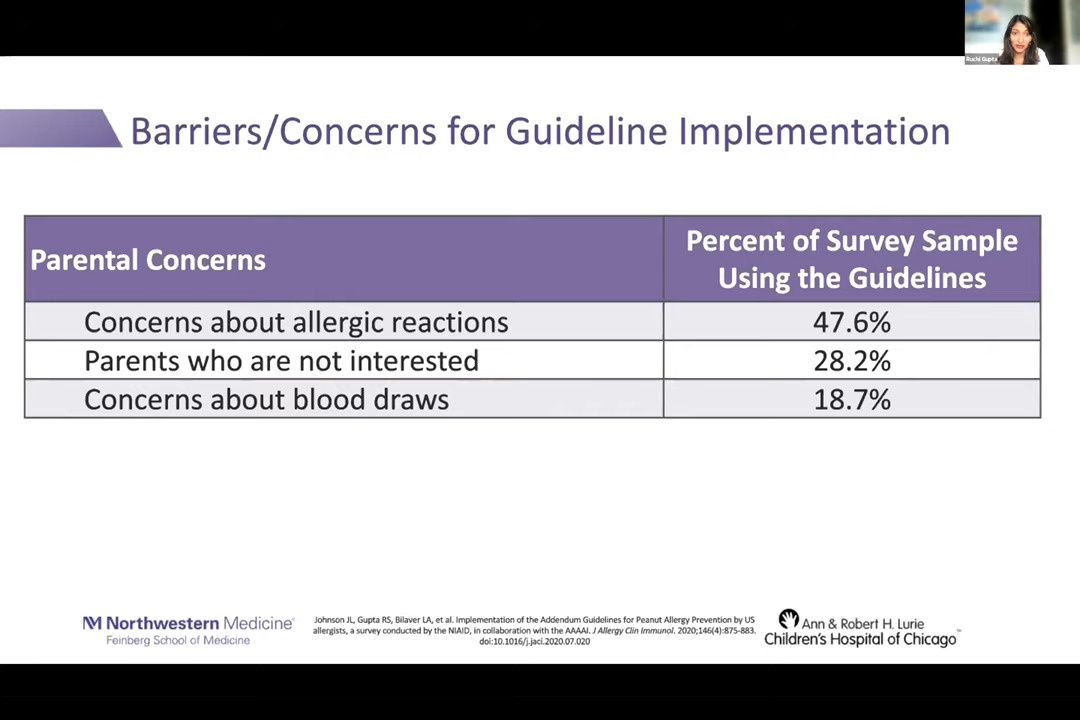 Ruchi Gupta
Barriers/Concerns for Guideline Implementation
Parental Concerns
Percent of Survey Sample
Using the Guidelines
Concerns about allergic reactions 47.6%
Parents who are not interested 28.2%
Concerns about blood draws 18.7%
Northwestern Medicine®
Feinberg School of Medicine
Johnson JL, Gupta RS, Bilaver LA, et al. Implementation of the Addendum Guidelines for Peanut Allergy Prevention by US
allergists, a survey conducted by the NIAID, in collaboration with the AAAAI. J Allergy Clin Immunol. 2020;146(4):875-883.
doi:10.1016/j.jaci.2020.07.020
Ann & Robert H. Lurie
Children's Hospital of Chicago™